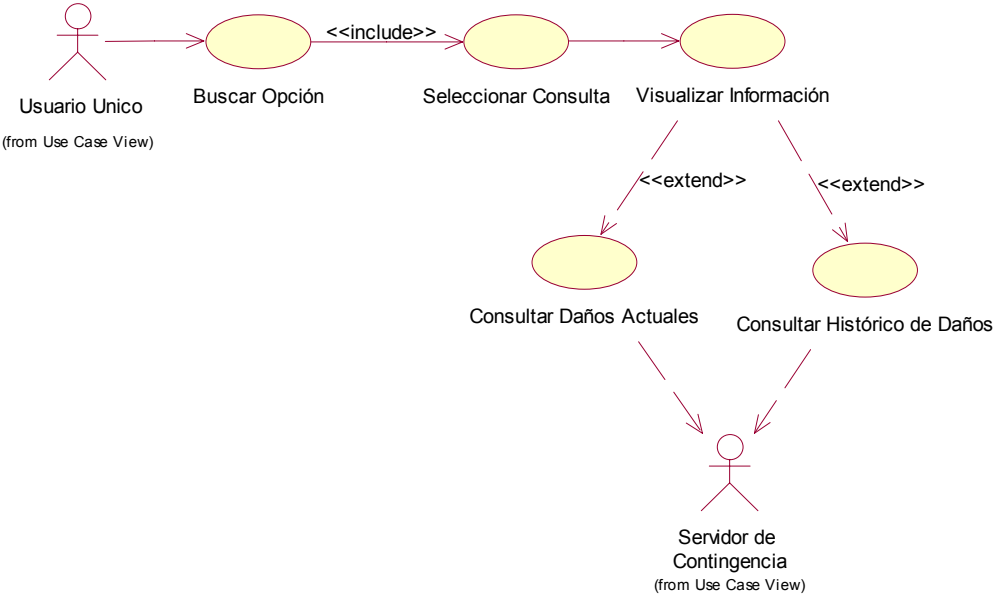 <<include>>
Usuario Unico
(from Use Case View)
Buscar Opción
Seleccionar Consulta
Visualizar Información
<<extend>>
<<extend>>
Consultar Daños Actuales
Consultar Histórico de Daños
Servidor de
Contingencia
(from Use Case View)